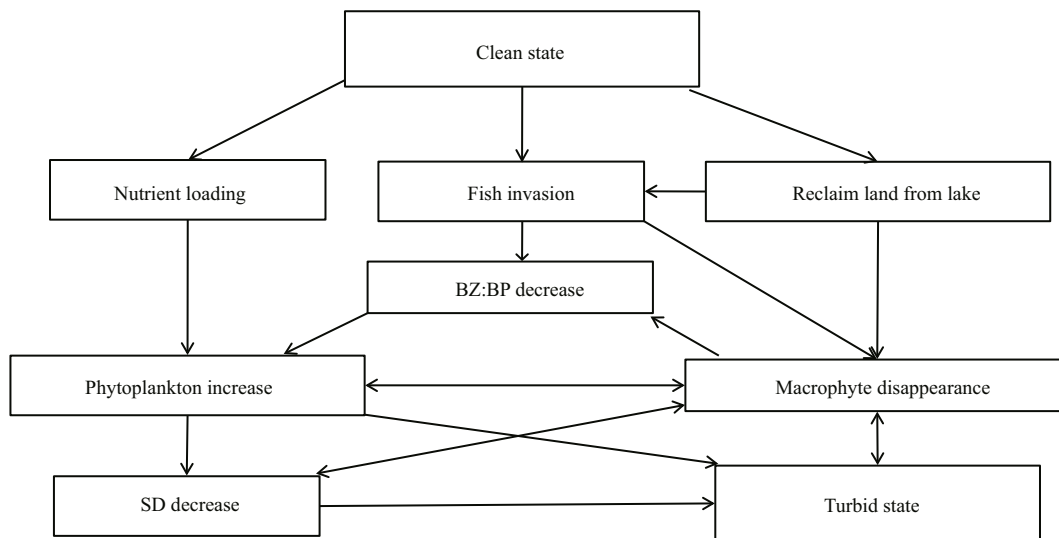 Clean state
Nutrient loading
Fish invasion
Reclaim land from lake
BZ:BP decrease
Phytoplankton increase
Macrophyte disappearance
SD decrease
Turbid state